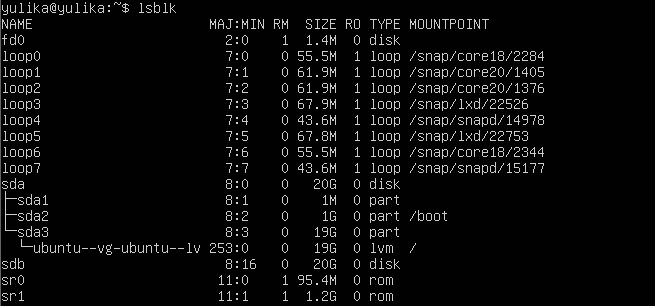 yulika@yulika:~$ lsblk
NAME                      MAJ:MIN RM  SIZE RO TYPE MOUNTPOINT
fd0                         2:0    1  1.4M  0 disk
loop0                       7:0    0 55.5M  1 loop /snap/core18/2284
loop1                       7:1    0 61.9M  1 loop /snap/core20/1405
loop2                       7:2    0 61.9M  1 loop /snap/core20/1376
loop3                       7:3    0 67.9M  1 loop /snap/lxd/22526
loop4                       7:4    0 43.6M  1 loop /snap/snapd/14978
loop5                       7:5    0 67.8M  1 loop /snap/lxd/22753
loop6                       7:6    0 55.5M  1 loop /snap/core18/2344
loop7                       7:7    0 43.6M  1 loop /snap/snapd/15177
sda                         8:0    0   20G  0 disk
├─sda1                      8:1    0    1M  0 part
├─sda2                      8:2    0    1G  0 part /boot
└─sda3                      8:3    0   19G  0 part
  └─ubuntu--vg-ubuntu--lv 253:0    0   19G  0 lvm  /
sdb                         8:16   0   20G  0 disk
sr0                        11:0    1 95.4M  0 rom
sr1                        11:1    1  1.2G  0 rom